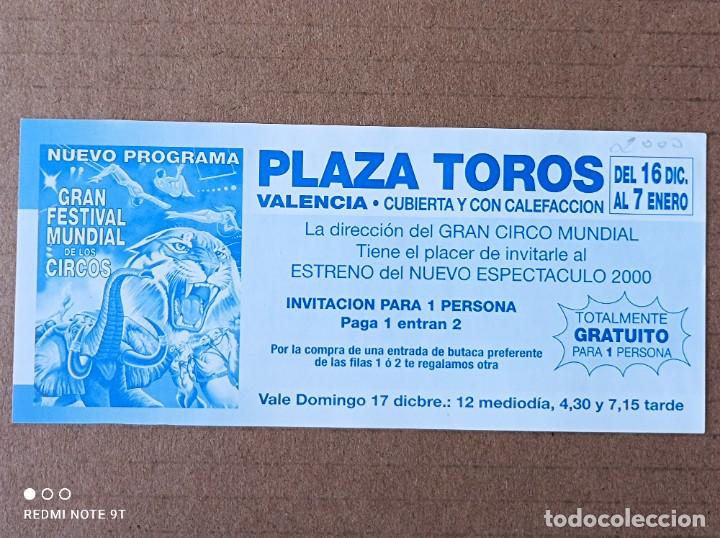 2000
NUEVO PROGRAMA
GRAN
FESTIVAL
MUNDIAL
DE LOS
CIRCOS
PLAZA TOROS
VALENCIA • CUBIERTA Y CON CALEFACCION
DEL 16 DIC.
AL 7 ENERO
La dirección del GRAN CIRCO MUNDIAL
Tiene el placer de invitarle al
ESTRENO del NUEVO ESPECTACULO 2000
INVITACION PARA 1 PERSONA
Paga 1 entran 2
Por la compra de una entrada de butaca preferente
de las filas 1 ó 2 te regalamos otra
TOTALMENTE
GRATUITO
PARA 1 PERSONA
Vale Domingo 17 dicbre.: 12 mediodía, 4,30 y 7,15 tarde
REDMI NOTE 9T
todocoleccion